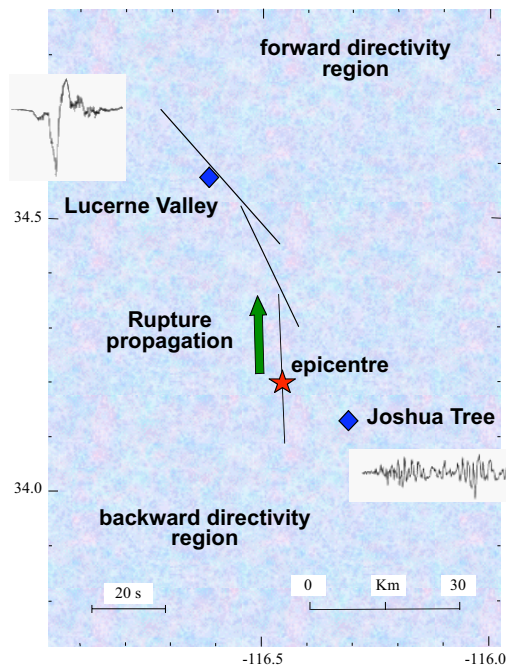 forward directivity
region
Lucerne Valley
34.5
Rupture
propagation
epicentre
Joshua Tree
34.0
backward directivity
region
20 s
0
Km
30
-116.5
-116.0